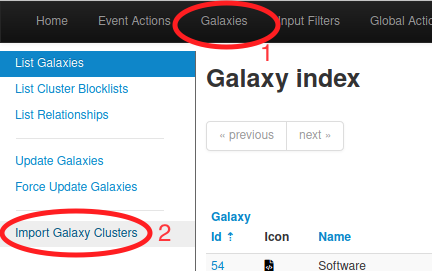 Home Event Actions Galaxies Input Filters Global Actio
1
List Galaxies
List Cluster Blocklists
List Relationships
Update Galaxies
Force Update Galaxies
Import Galaxy Clusters 2
Galaxy index
« previous next »
Galaxy
Id ↑ Icon Name
54 Software